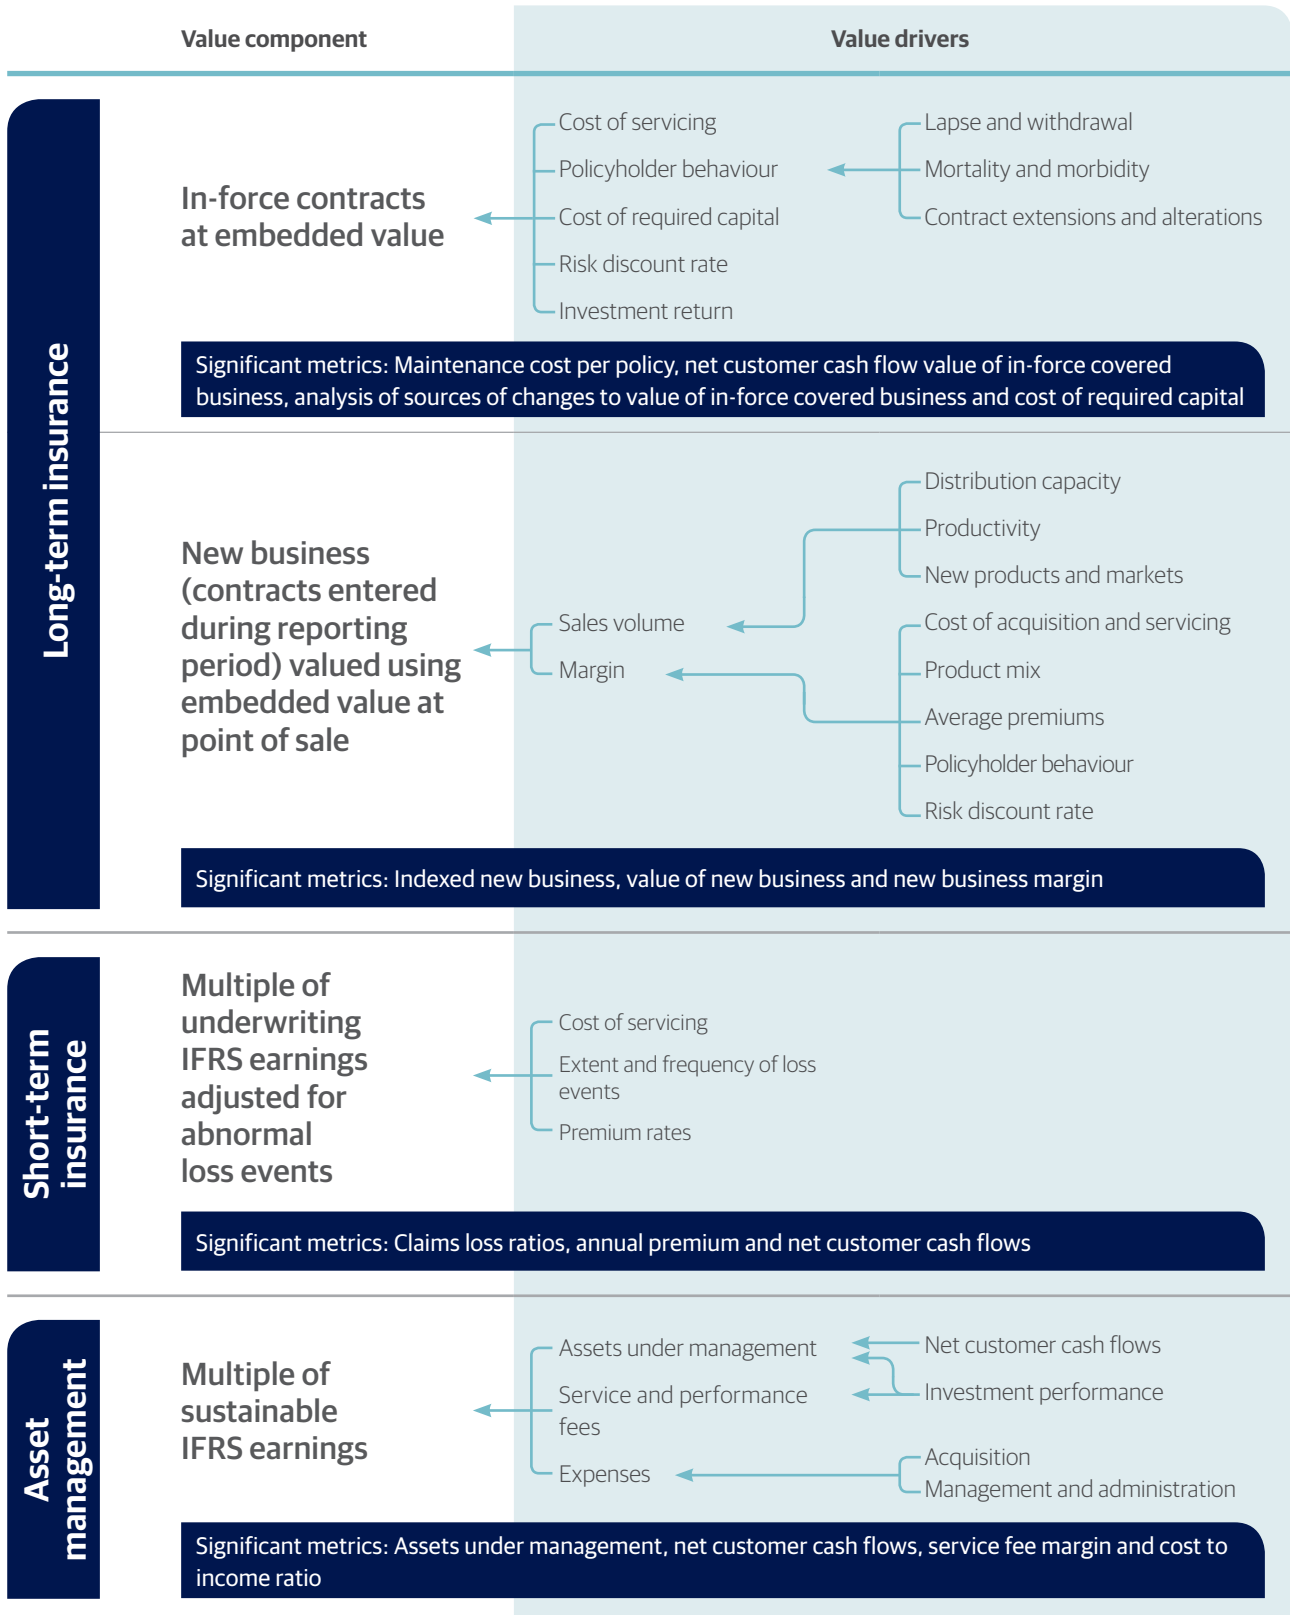 Value component
Value drivers
Long-term insurance
In-force contracts
at embedded value
Cost of servicing
Policyholder behaviour
Cost of required capital
Risk discount rate
Investment return
Lapse and withdrawal
Mortality and morbidity
Contract extensions and alterations
Significant metrics: Maintenance cost per policy, net customer cash flow value of in-force covered
business, analysis of sources of changes to value of in-force covered business and cost of required capital
New business
(contracts entered
during reporting
period) valued using
embedded value at
point of sale
Sales volume
Margin
Distribution capacity
Productivity
New products and markets
Cost of acquisition and servicing
Product mix
Average premiums
Policyholder behaviour
Risk discount rate
Significant metrics: Indexed new business, value of new business and new business margin
Short-term
insurance
Multiple of
underwriting
IFRS earnings
adjusted for
abnormal
loss events
Cost of servicing
Extent and frequency of loss
events
Premium rates
Significant metrics: Claims loss ratios, annual premium and net customer cash flows
Asset
management
Multiple of
sustainable
IFRS earnings
Assets under management
Service and performance
fees
Expenses
Net customer cash flows
Investment performance
Acquisition
Management and administration
Significant metrics: Assets under management, net customer cash flows, service fee margin and cost to
income ratio